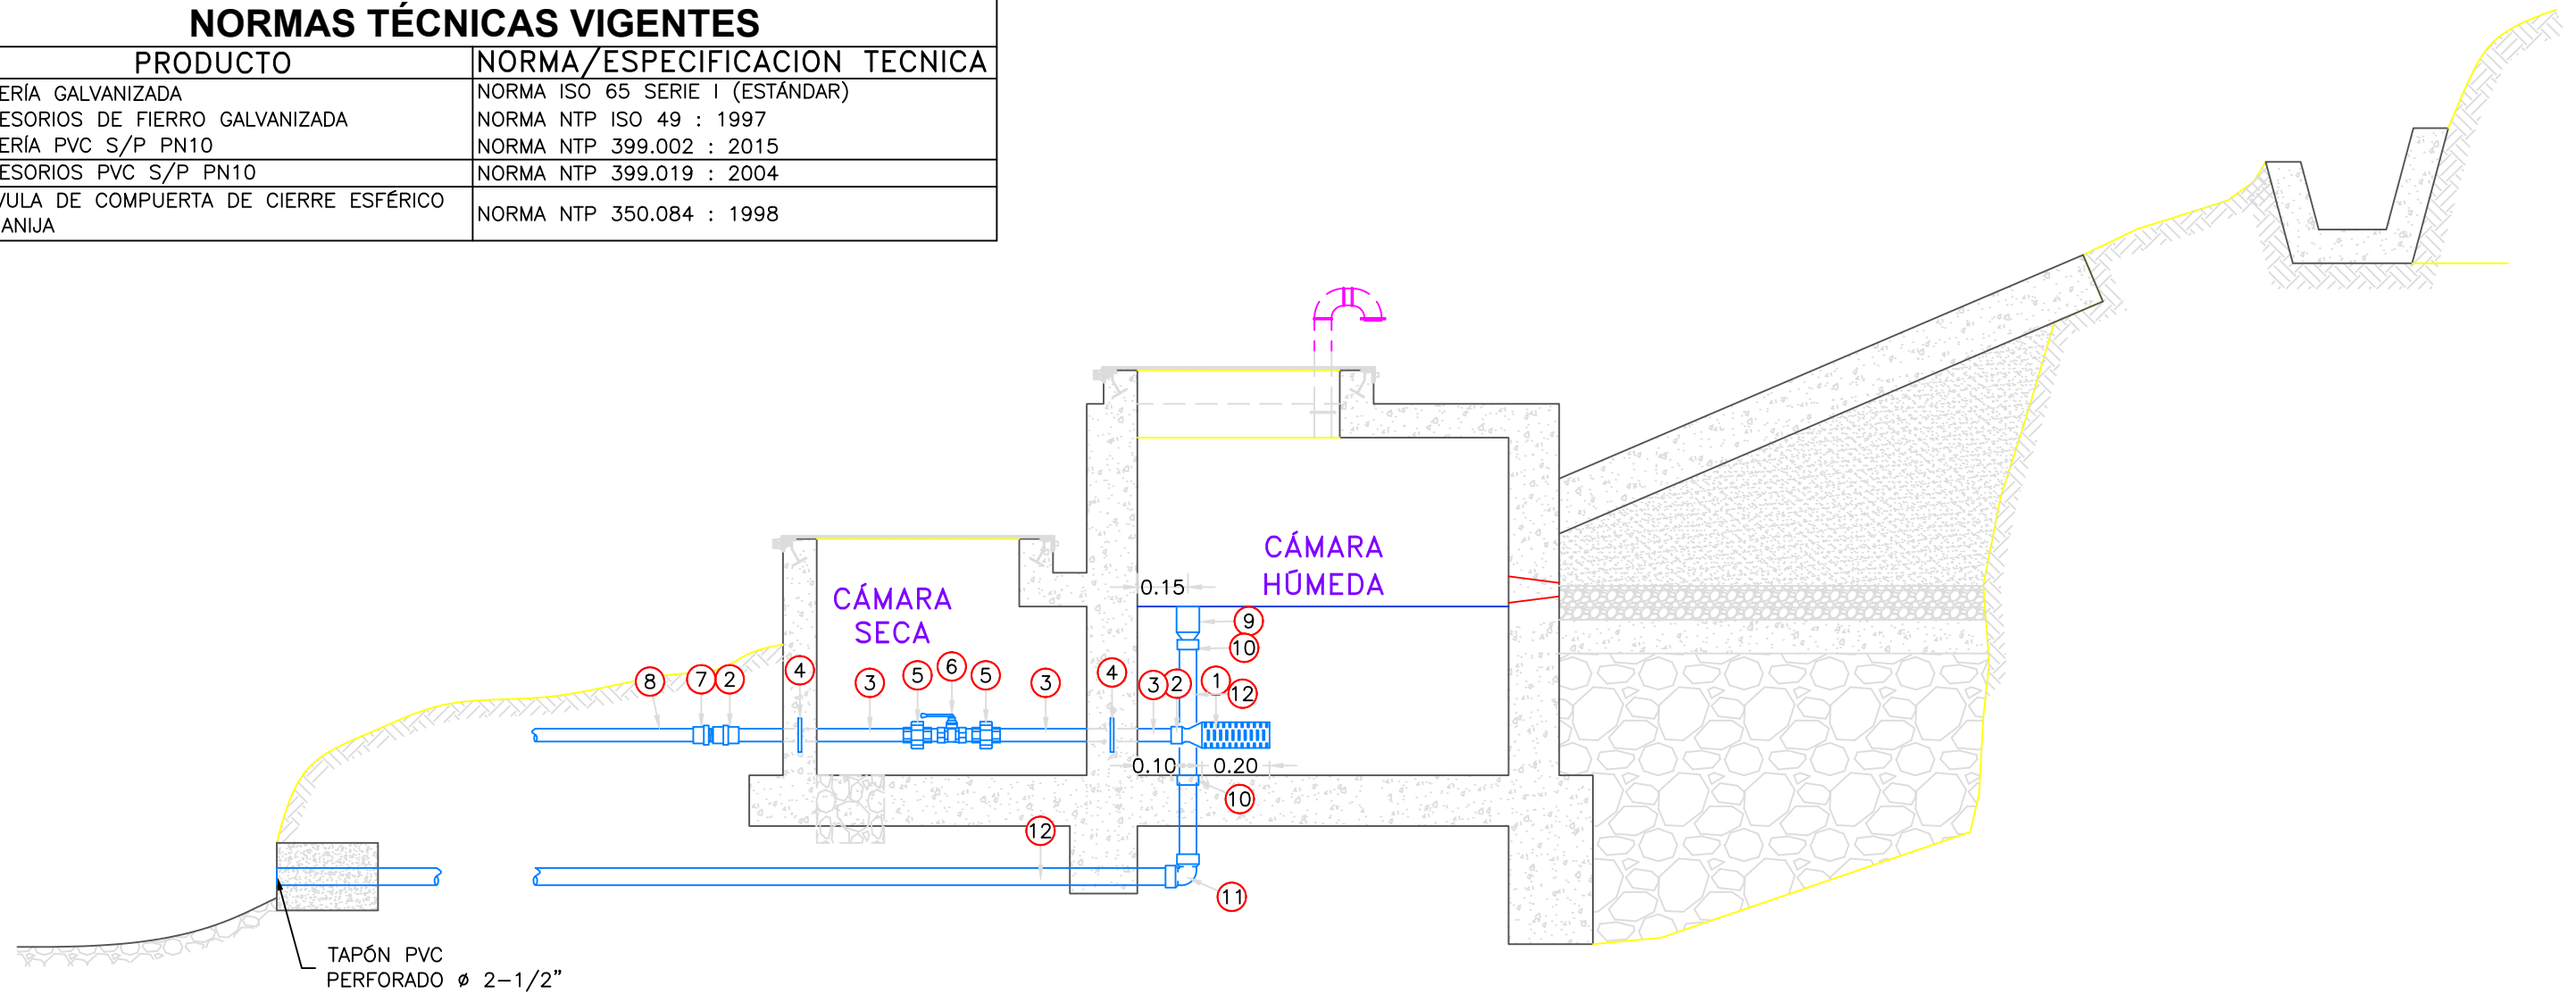 NORMAS TÉCNICAS VIGENTES
PRODUCTO NORMA/ESPECIFICACION TECNICA
ERÍA GALVANIZADA NORMA ISO 65 SERIE I (ESTÁNDAR)
ESORIOS DE FIERRO GALVANIZADA NORMA NTP ISO 49 : 1997
ERÍA PVC S/P PN10 NORMA NTP 399.002 : 2015
ESORIOS PVC S/P PN10 NORMA NTP 399.019 : 2004
VULA DE COMPUERTA DE CIERRE ESFÉRICO
ANIJA
NORMA NTP 350.084 : 1998
CÁMARA
HÚMEDA
0.15
CÁMARA
SECA
9
10
8 7 2 4 3 5 6 5 3 4 3 2 1
12
0.10 0.20
10
12
11
TAPÓN PVC
PERFORADO ø 2-1/2"